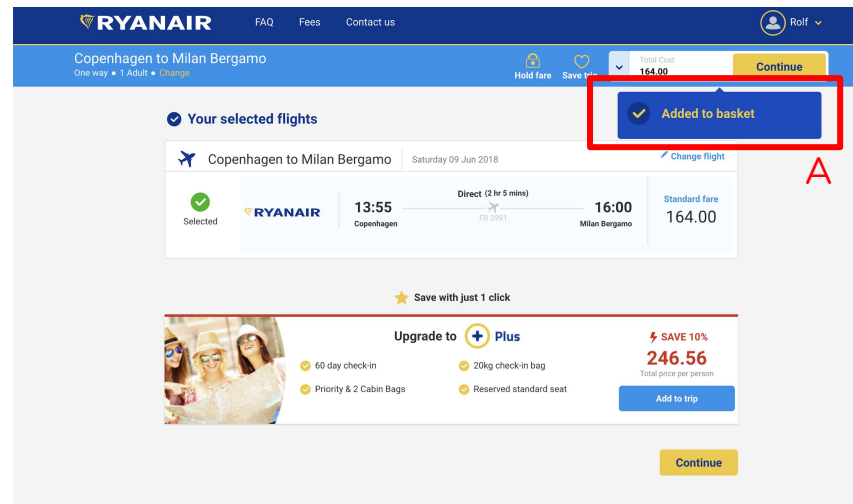 RYANAIR FAQ Fees Contact us Rolf
Copenhagen to Milan Bergamo
One way • 1 Adult • Change
Hold fare Save trip
Total Cost
164.00
Continue
Added to basket
A
Your selected flights
Copenhagen to Milan Bergamo Saturday 09 Jun 2018 Change flight
Selected
RYANAIR
13:55
Copenhagen
Direct (2 hr 5 mins)
FR 2991
16:00
Milan Bergamo
Standard fare
164.00
Save with just 1 click
Upgrade to Plus
60 day check-in
20kg check-in bag
Priority & 2 Cabin Bags
Reserved standard seat
SAVE 10%
246.56
Total price per person
Add to trip
Continue